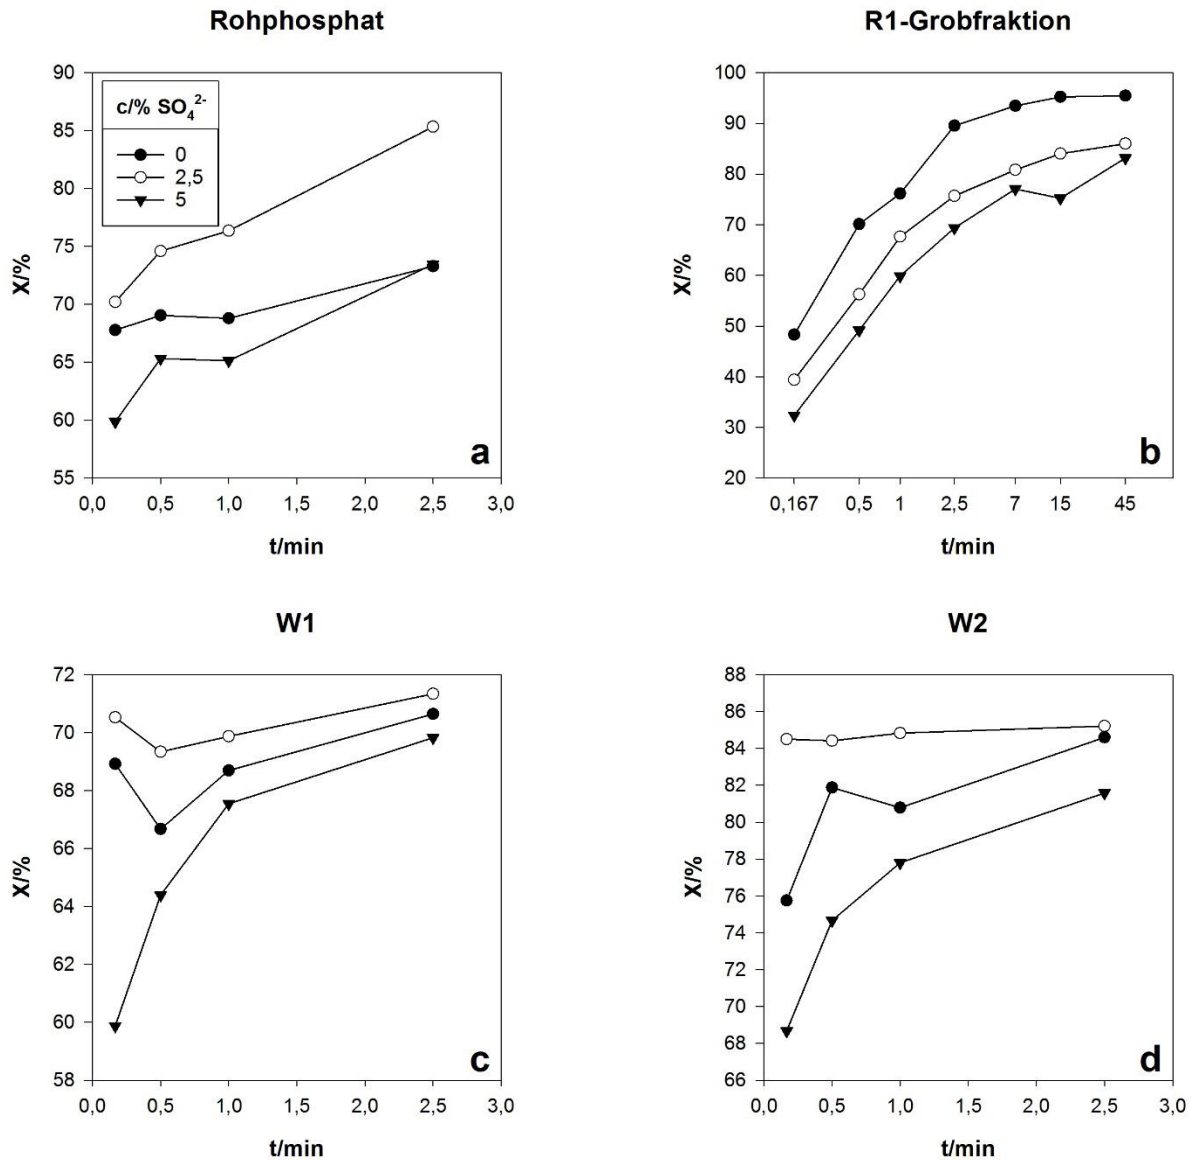 Rohphosphat
90
85
80
75
70
65
60
55
X/%
c/% SO₄²⁻
0
2,5
5
a
0,0 0,5 1,0 1,5 2,0 2,5 3,0
t/min
R1-Grobfraktion
100
90
80
70
60
50
40
30
20
X/%
b
0,167 0,5 1 2,5 7 15 45
t/min
W1
72
70
68
66
64
62
60
58
X/%
c
0,0 0,5 1,0 1,5 2,0 2,5 3,0
t/min
W2
88
86
84
82
80
78
76
74
72
70
68
66
X/%
d
0,0 0,5 1,0 1,5 2,0 2,5 3,0
t/min